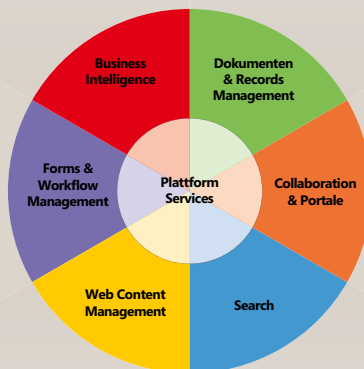 Business
Intelligence
Dokumenten
& Records
Management
Forms &
Workflow
Management
Plattform
Services
Collaboration
& Portale
Web Content
Management
Search